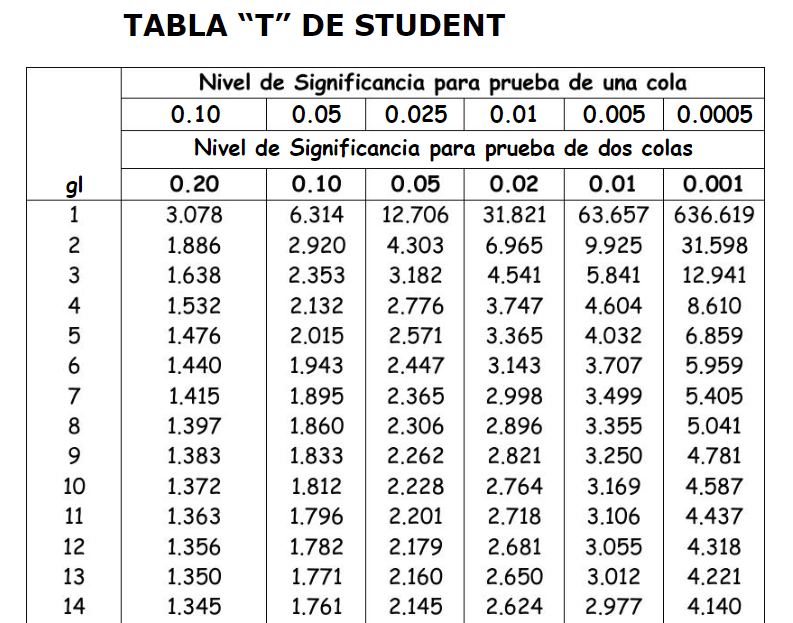 TABLA “T” DE STUDENT
Nivel de Significancia para prueba de una cola
0.10 0.05 0.025 0.01 0.005 0.0005
Nivel de Significancia para prueba de dos colas
gl 0.20 0.10 0.05 0.02 0.01 0.001
1 3.078 6.314 12.706 31.821 63.657 636.619
2 1.886 2.920 4.303 6.965 9.925 31.598
3 1.638 2.353 3.182 4.541 5.841 12.941
4 1.532 2.132 2.776 3.747 4.604 8.610
5 1.476 2.015 2.571 3.365 4.032 6.859
6 1.440 1.943 2.447 3.143 3.707 5.959
7 1.415 1.895 2.365 2.998 3.499 5.405
8 1.397 1.860 2.306 2.896 3.355 5.041
9 1.383 1.833 2.262 2.821 3.250 4.781
10 1.372 1.812 2.228 2.764 3.169 4.587
11 1.363 1.796 2.201 2.718 3.106 4.437
12 1.356 1.782 2.179 2.681 3.055 4.318
13 1.350 1.771 2.160 2.650 3.012 4.221
14 1.345 1.761 2.145 2.624 2.977 4.140